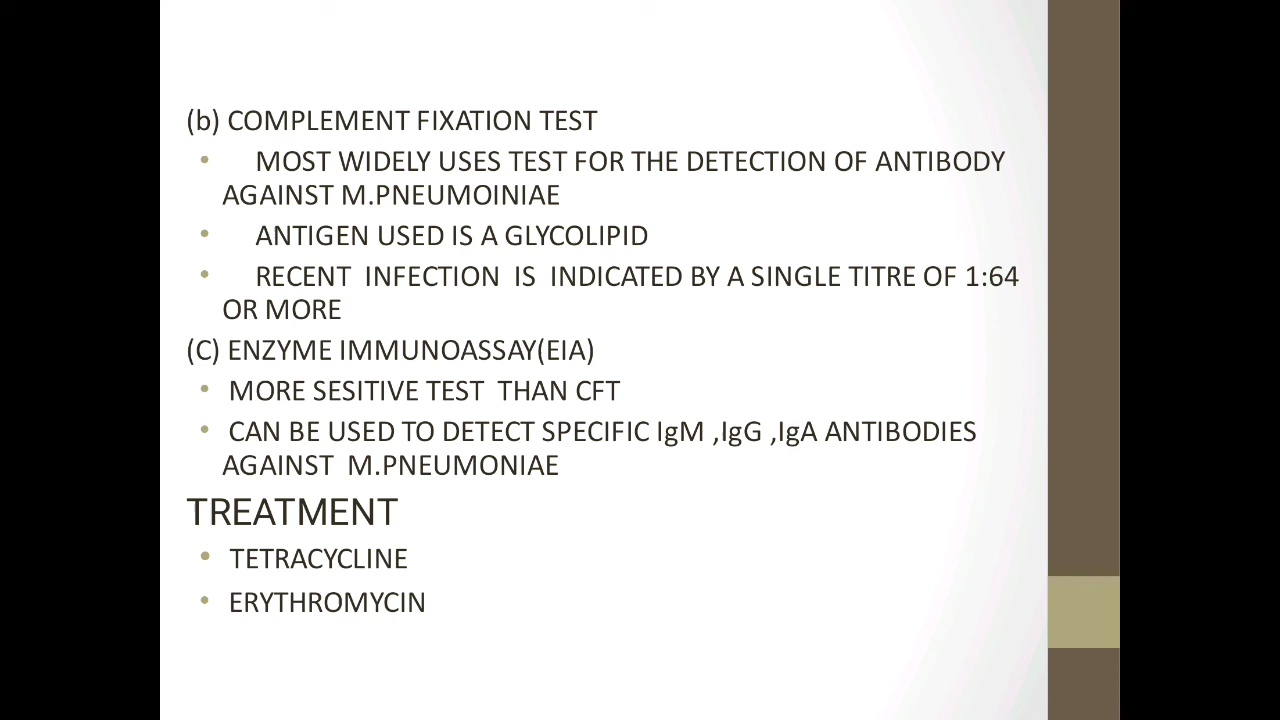 (b) COMPLEMENT FIXATION TEST
• MOST WIDELY USES TEST FOR THE DETECTION OF ANTIBODY
AGAINST M.PNEUMOINIAE
• ANTIGEN USED IS A GLYCOLIPID
• RECENT INFECTION IS INDICATED BY A SINGLE TITRE OF 1:64
OR MORE
(C) ENZYME IMMUNOASSAY(EIA)
• MORE SESITIVE TEST THAN CFT
• CAN BE USED TO DETECT SPECIFIC IgM ,IgG ,IgA ANTIBODIES
AGAINST M.PNEUMONIAE
TREATMENT
• TETRACYCLINE
• ERYTHROMYCIN